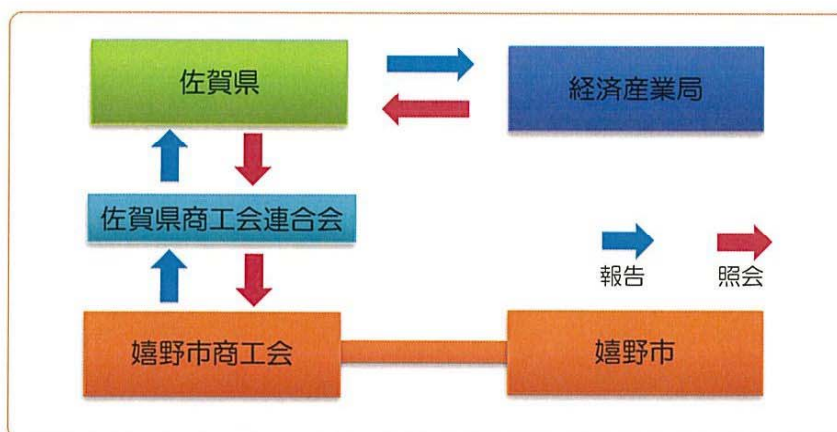 佐賀県
経済産業局
佐賀県商工会連合会
報告
照会
嬉野市商工会
嬉野市